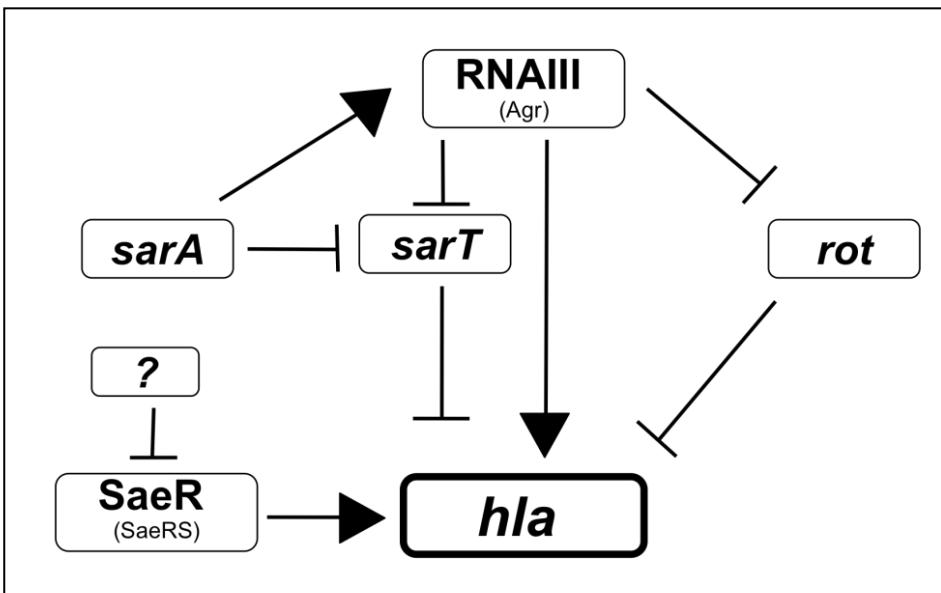 RNAIII
(Agr)
sarA
sarT
rot
?
SaeR
(SaeRS)
hla